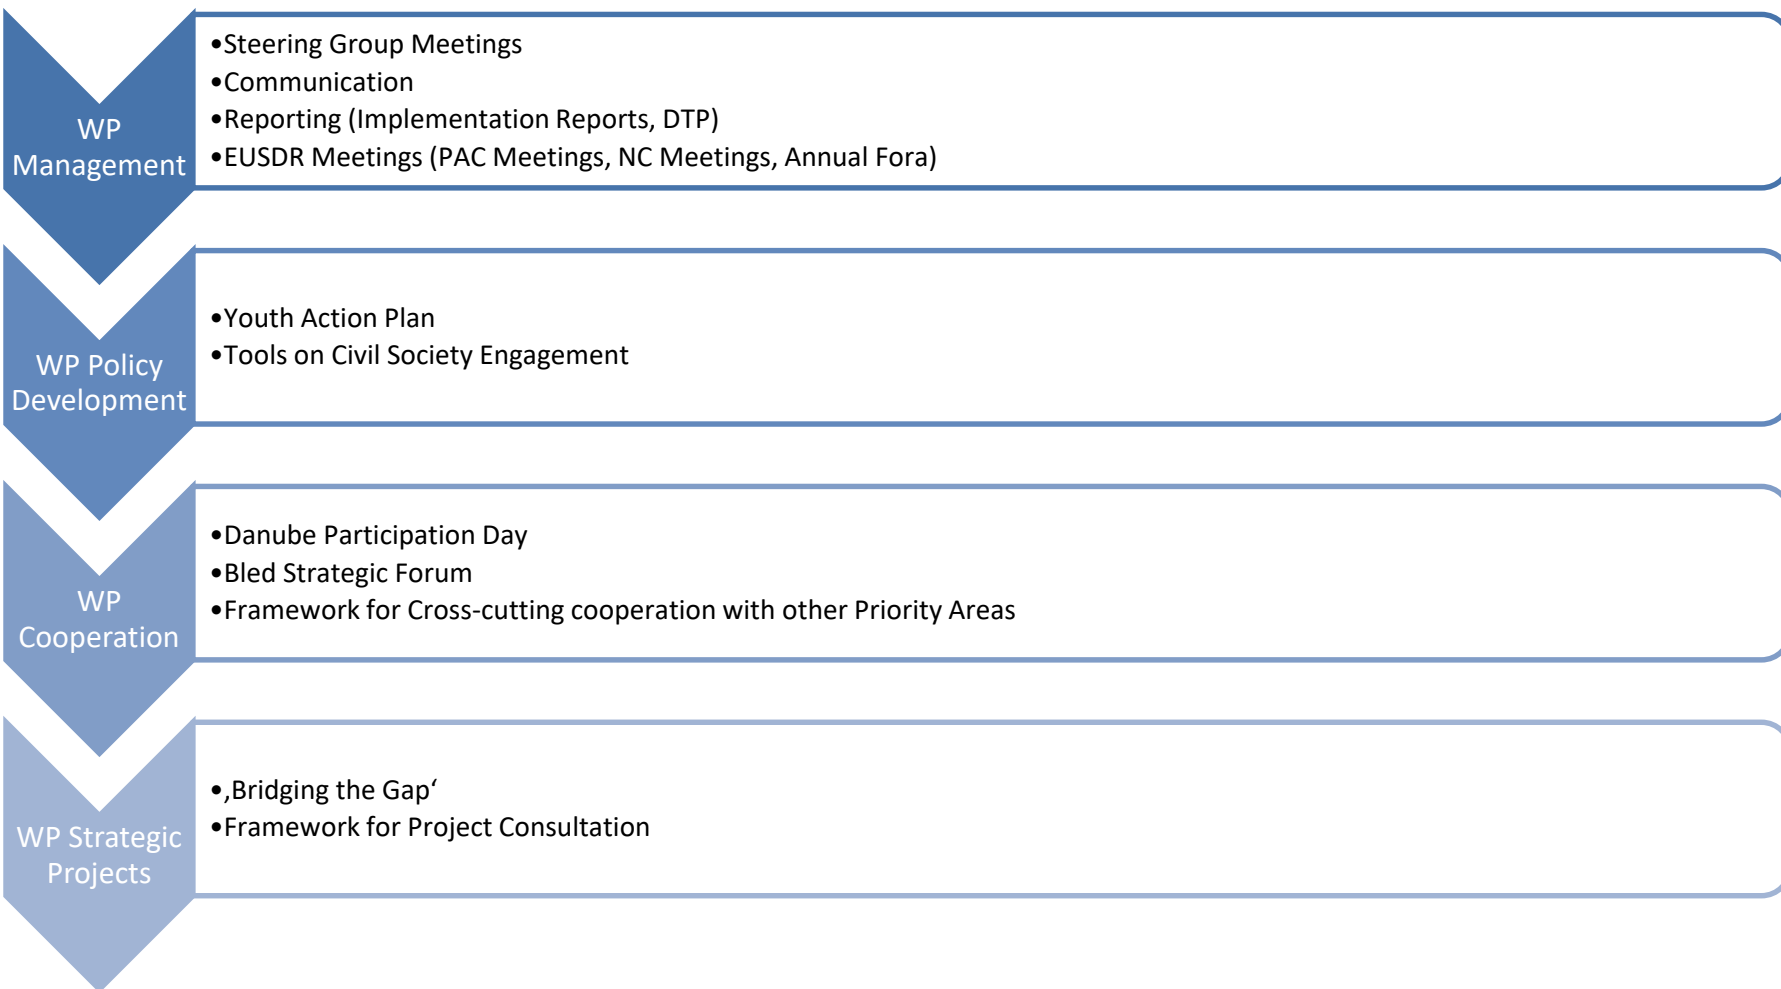 WP
Management
•Steering Group Meetings
•Communication
•Reporting (Implementation Reports, DTP)
•EUSDR Meetings (PAC Meetings, NC Meetings, Annual Fora)
WP Policy
Development
•Youth Action Plan
•Tools on Civil Society Engagement
WP
Cooperation
•Danube Participation Day
•Bled Strategic Forum
•Framework for Cross-cutting cooperation with other Priority Areas
WP Strategic
Projects
•‚Bridging the Gap‘
•Framework for Project Consultation